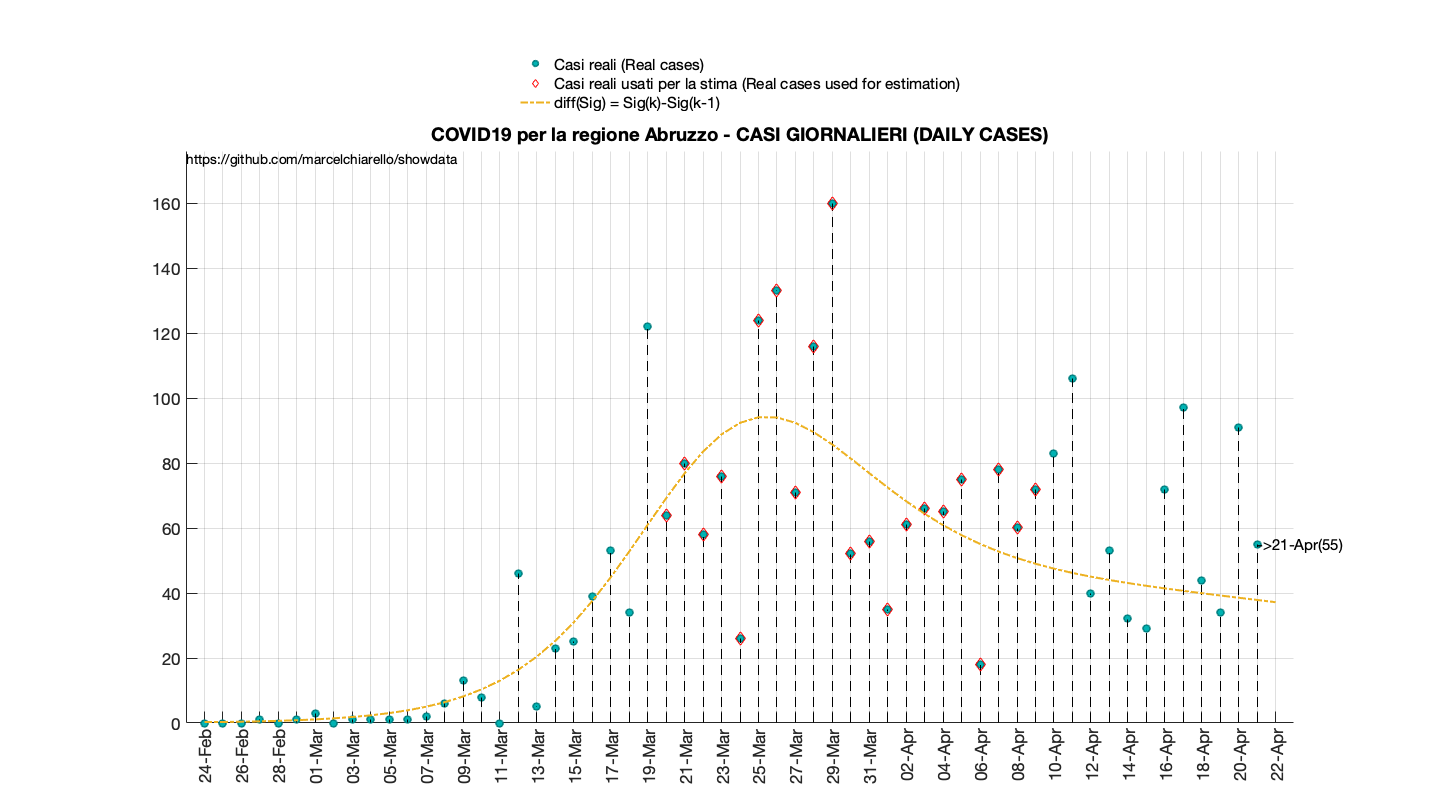 Casi reali (Real cases)
Casi reali usati per la stima (Real cases used for estimation)
diff(Sig) = Sig(k)-Sig(k-1)
COVID19 per la regione Abruzzo - CASI GIORNALIERI (DAILY CASES)
https://github.com/marcelchiarello/showdata
160
140
120
100
80
60
40
20
0
->21-Apr(55)
24-Feb
26-Feb
28-Feb
01-Mar
03-Mar
05-Mar
07-Mar
09-Mar
11-Mar
13-Mar
15-Mar
17-Mar
19-Mar
21-Mar
23-Mar
25-Mar
27-Mar
29-Mar
31-Mar
02-Apr
04-Apr
06-Apr
08-Apr
10-Apr
12-Apr
14-Apr
16-Apr
18-Apr
20-Apr
22-Apr